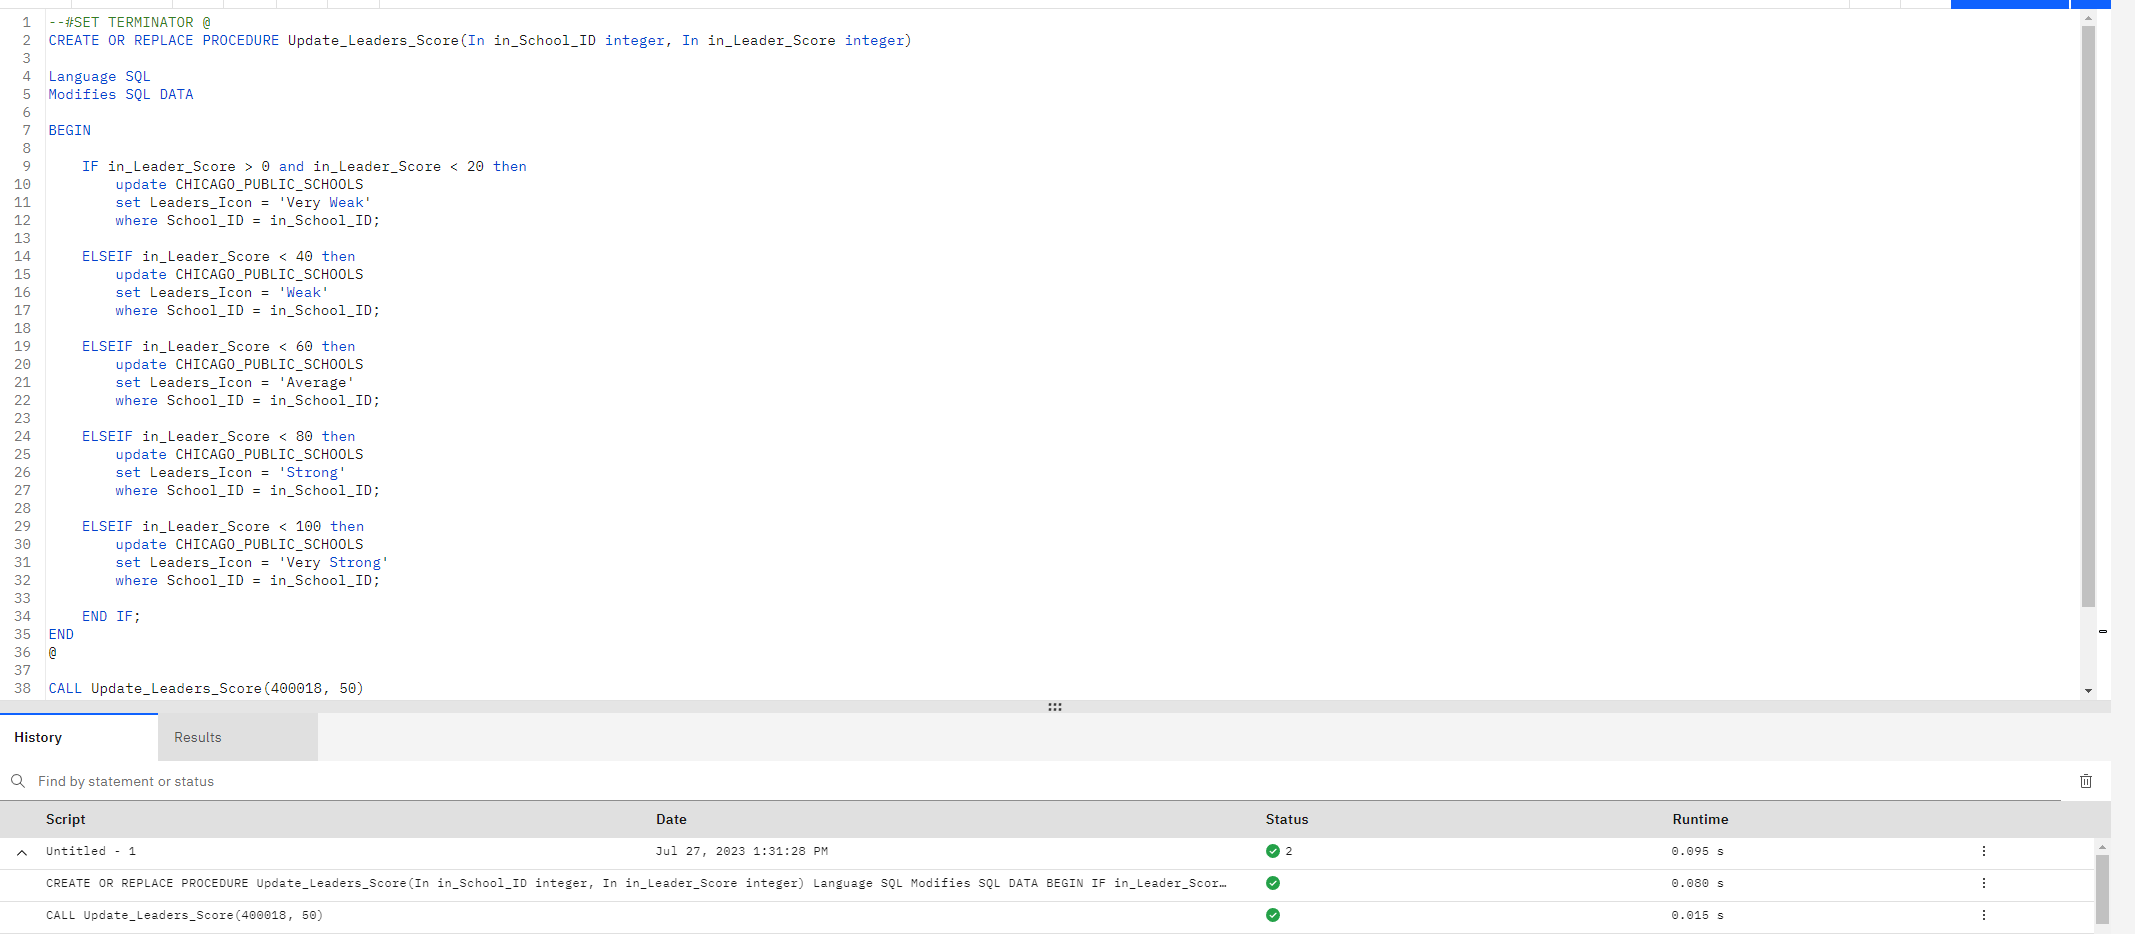 1 --#SET TERMINATOR @
2 CREATE OR REPLACE PROCEDURE Update_Leaders_Score(In in_School_ID integer, In in_Leader_Score integer)
3
4 Language SQL
5 Modifies SQL DATA
6
7 BEGIN
8
9 IF in_Leader_Score > 0 and in_Leader_Score < 20 then
10 update CHICAGO_PUBLIC_SCHOOLS
11 set Leaders_Icon = 'Very Weak'
12 where School_ID = in_School_ID;
13
14 ELSEIF in_Leader_Score < 40 then
15 update CHICAGO_PUBLIC_SCHOOLS
16 set Leaders_Icon = 'Weak'
17 where School_ID = in_School_ID;
18
19 ELSEIF in_Leader_Score < 60 then
20 update CHICAGO_PUBLIC_SCHOOLS
21 set Leaders_Icon = 'Average'
22 where School_ID = in_School_ID;
23
24 ELSEIF in_Leader_Score < 80 then
25 update CHICAGO_PUBLIC_SCHOOLS
26 set Leaders_Icon = 'Strong'
27 where School_ID = in_School_ID;
28
29 ELSEIF in_Leader_Score < 100 then
30 update CHICAGO_PUBLIC_SCHOOLS
31 set Leaders_Icon = 'Very Strong'
32 where School_ID = in_School_ID;
33
34 END IF;
35 END
36 @
37
38 CALL Update_Leaders_Score(400018, 50)
History Results
Find by statement or status
Script Date Status Runtime
Untitled - 1 Jul 27, 2023 1:31:28 PM 2 0.095 s
CREATE OR REPLACE PROCEDURE Update_Leaders_Score(In in_School_ID integer, In in_Leader_Score integer) Language SQL Modifies SQL DATA BEGIN IF in_Leader_Scor… 0.080 s
CALL Update_Leaders_Score(400018, 50) 0.015 s